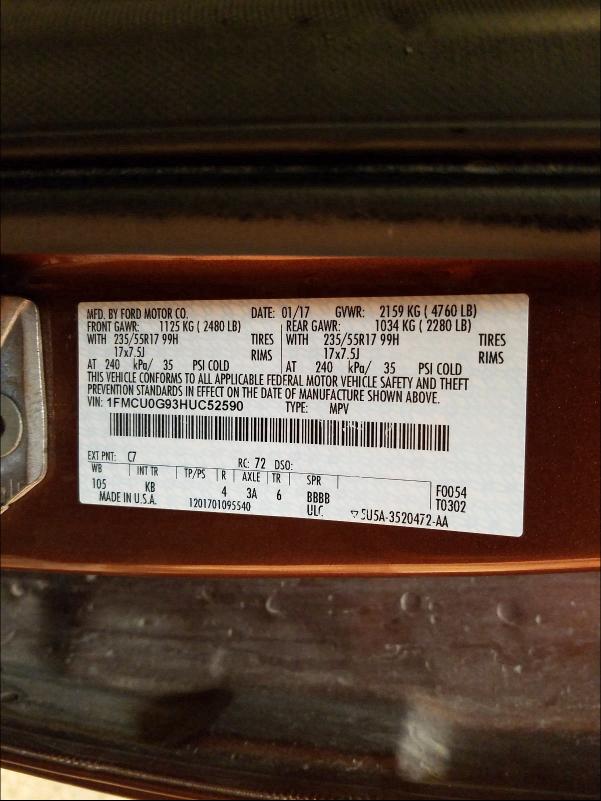 MFD. BY FORD MOTOR CO. DATE: 01/17 GVWR: 2159 KG ( 4760 LB)
FRONT GAWR: 1125 KG ( 2480 LB) REAR GAWR: 1034 KG ( 2280 LB)
WITH 235/55R17 99H TIRES WITH 235/55R17 99H TIRES
17x7.5J RIMS 17x7.5J RIMS
AT 240 kPa/ 35 PSI COLD AT 240 kPa/ 35 PSI COLD
THIS VEHICLE CONFORMS TO ALL APPLICABLE FEDERAL MOTOR VEHICLE SAFETY AND THEFT
PREVENTION STANDARDS IN EFFECT ON THE DATE OF MANUFACTURE SHOWN ABOVE.
VIN: 1FMCU0G93HUC52590 TYPE: MPV
EXT PNT: C7 RC: 72 DSO:
WB INT TR TP/PS R AXLE TR SPR
105 KB 4 3A 6 BBBB F0054
MADE IN U.S.A. 1201701095540 ULC T0302
▽5U5A-3520472-AA